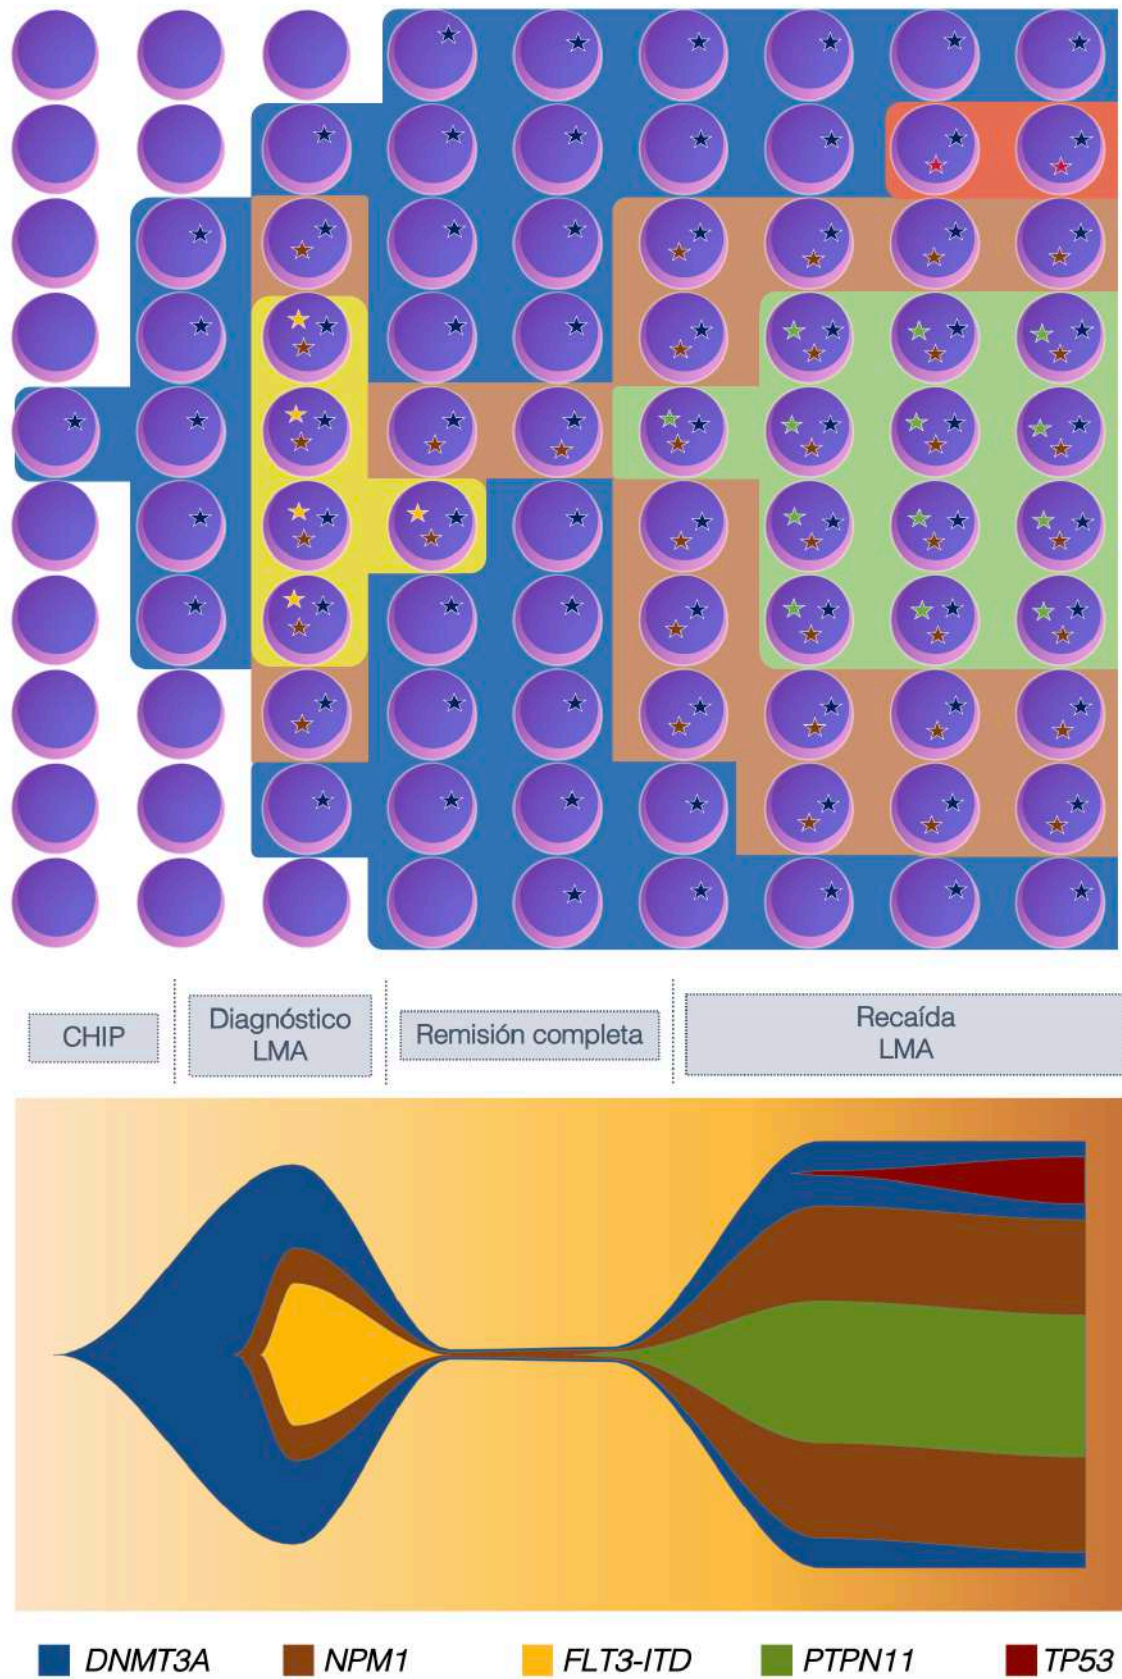 CHIP
Diagnóstico
LMA
Remisión completa
Recaída
LMA
DNMT3A
NPM1
FLT3-ITD
PTPN11
TP53